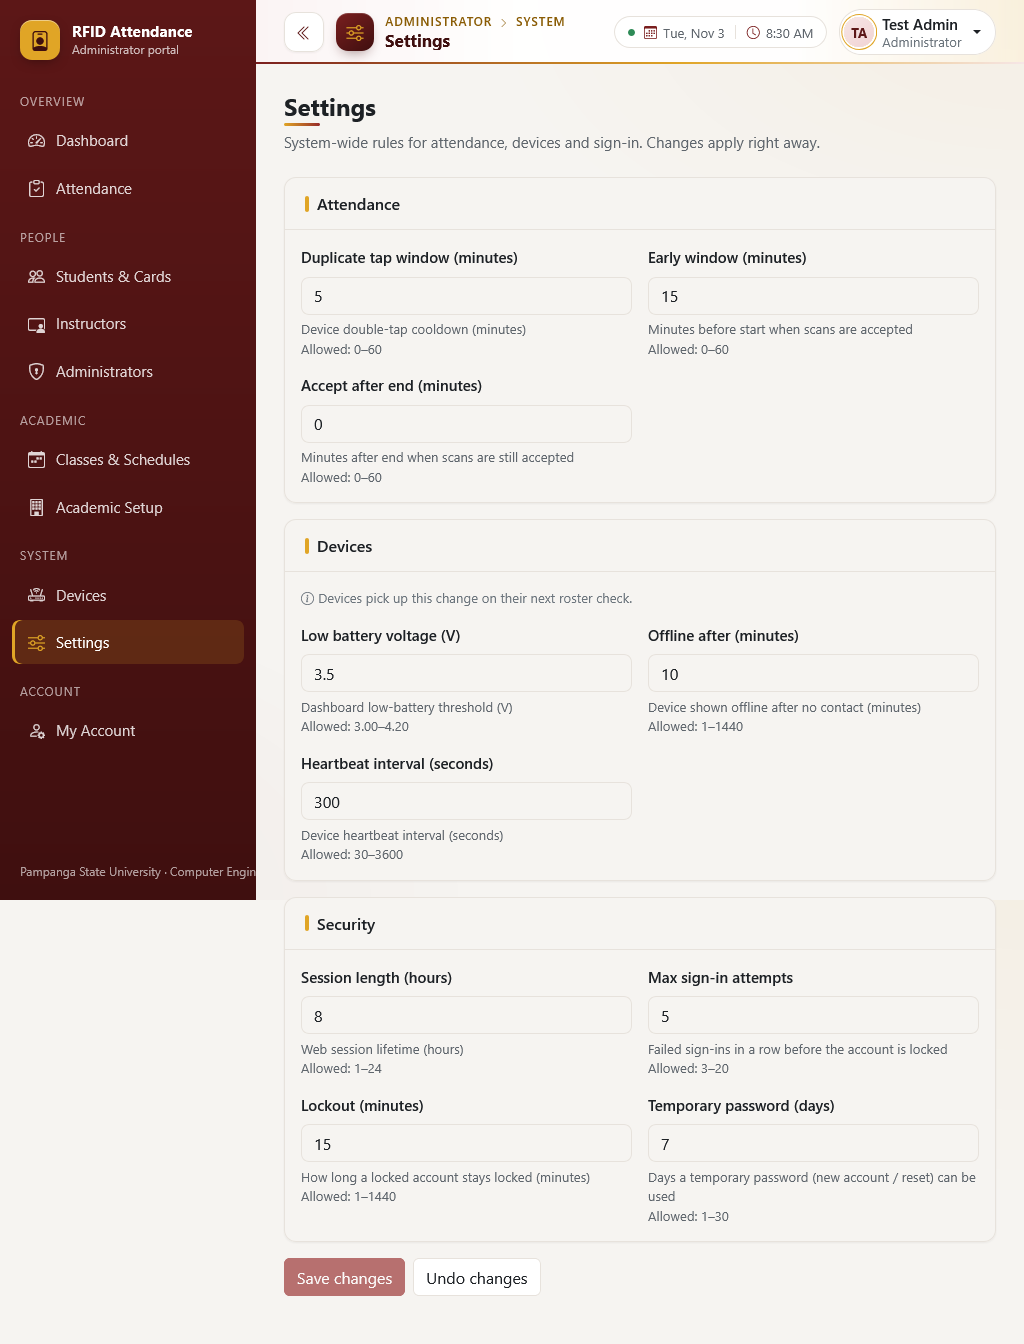 RFID Attendance
Administrator portal
OVERVIEW
Dashboard
Attendance
PEOPLE
Students & Cards
Instructors
Administrators
ACADEMIC
Classes & Schedules
Academic Setup
SYSTEM
Devices
Settings
ACCOUNT
My Account
Pampanga State University · Computer Engin
ADMINISTRATOR > SYSTEM
Settings
Tue, Nov 3
8:30 AM
TA
Test Admin
Administrator
Settings
System-wide rules for attendance, devices and sign-in. Changes apply right away.
Attendance
Duplicate tap window (minutes)
5
Device double-tap cooldown (minutes)
Allowed: 0–60
Early window (minutes)
15
Minutes before start when scans are accepted
Allowed: 0–60
Accept after end (minutes)
0
Minutes after end when scans are still accepted
Allowed: 0–60
Devices
Devices pick up this change on their next roster check.
Low battery voltage (V)
3.5
Dashboard low-battery threshold (V)
Allowed: 3.00–4.20
Offline after (minutes)
10
Device shown offline after no contact (minutes)
Allowed: 1–1440
Heartbeat interval (seconds)
300
Device heartbeat interval (seconds)
Allowed: 30–3600
Security
Session length (hours)
8
Web session lifetime (hours)
Allowed: 1–24
Max sign-in attempts
5
Failed sign-ins in a row before the account is locked
Allowed: 3–20
Lockout (minutes)
15
How long a locked account stays locked (minutes)
Allowed: 1–1440
Temporary password (days)
7
Days a temporary password (new account / reset) can be
used
Allowed: 1–30
Save changes
Undo changes